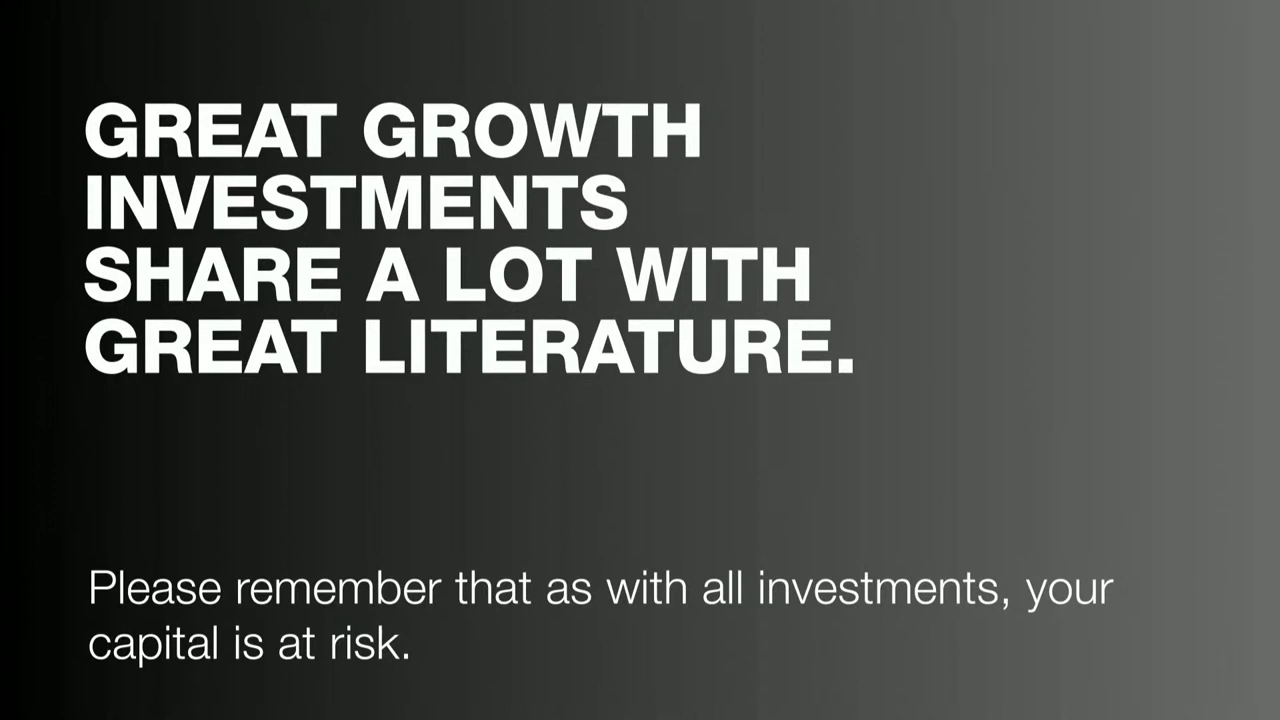 GREAT GROWTH
INVESTMENTS
SHARE A LOT WITH
GREAT LITERATURE.
Please remember that as with all investments, your
capital is at risk.